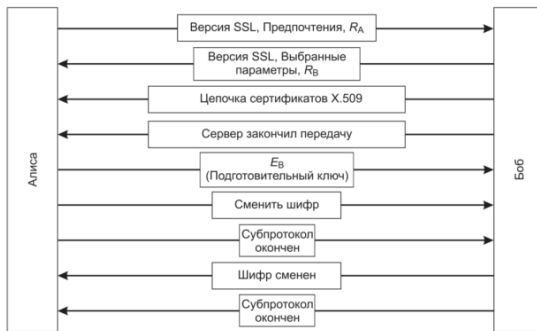 Версия SSL, Предпочтения, RA
Версия SSL, Выбранные
параметры, RB
Цепочка сертификатов X.509
Сервер закончил передачу
EB
(Подготовительный ключ)
Сменить шифр
Субпротокол
окончен
Шифр сменен
Субпротокол
окончен
Алиса
Боб